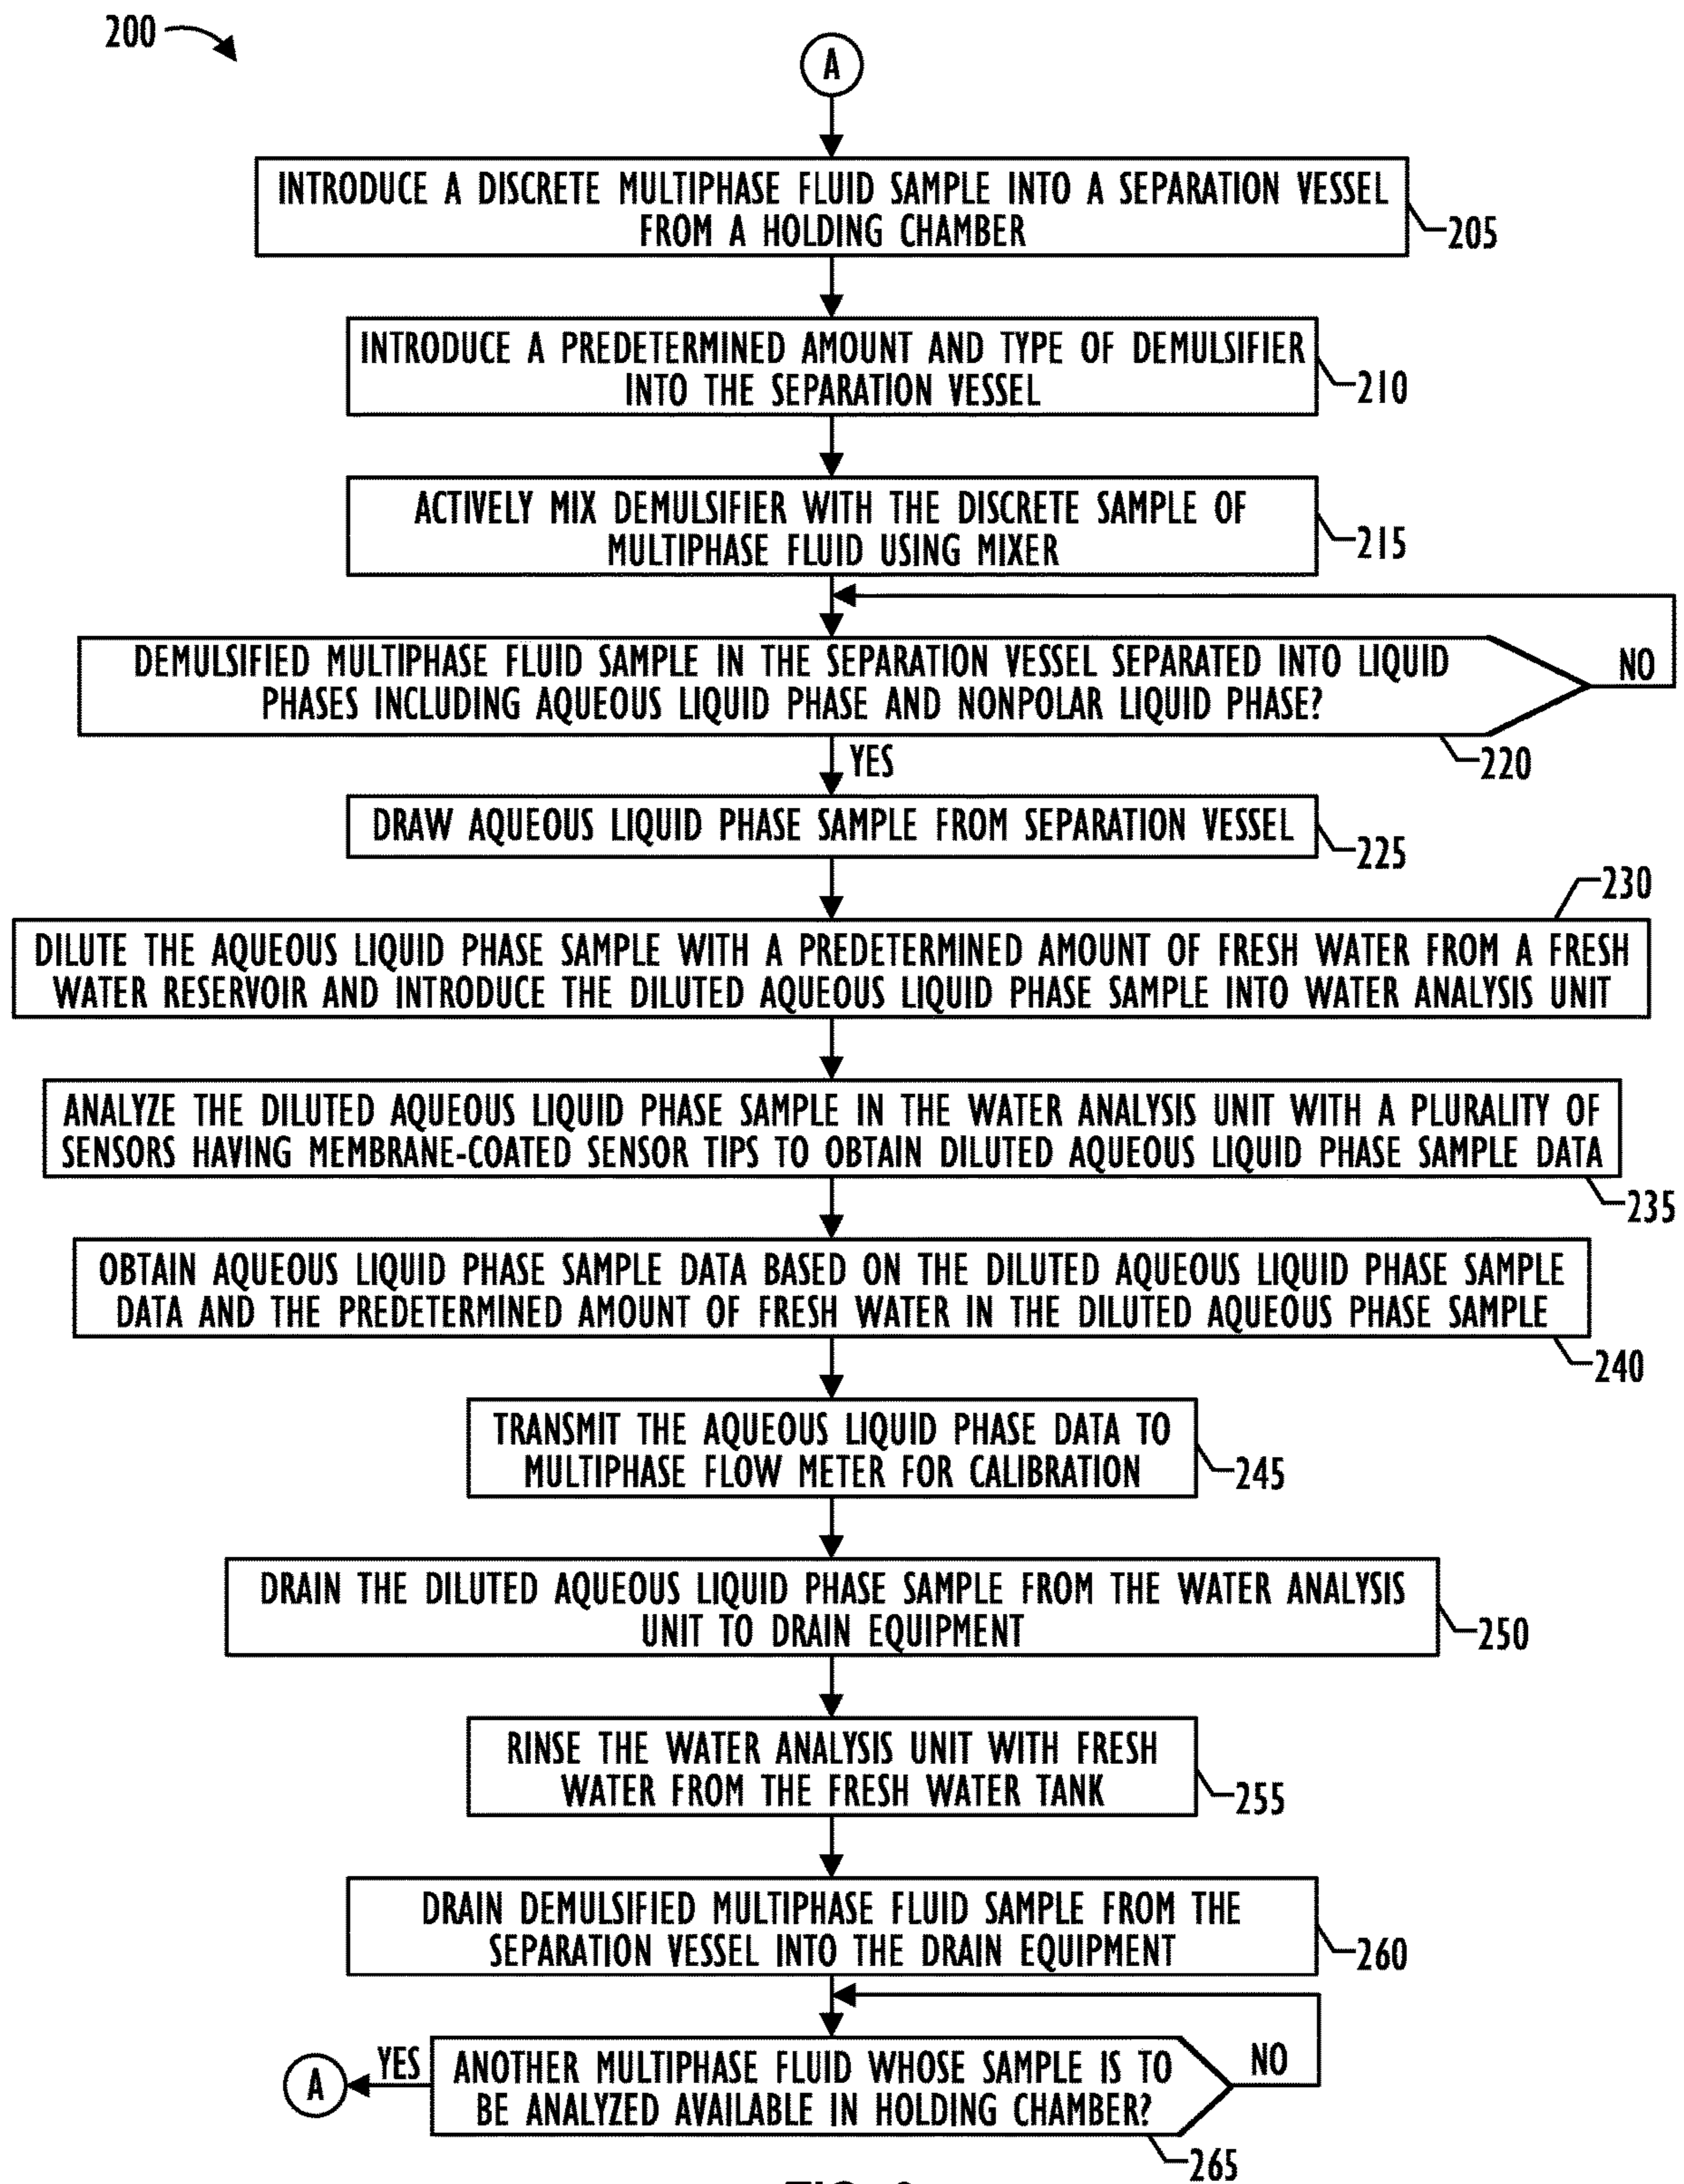 200
A
INTRODUCE A DISCRETE MULTIPHASE FLUID SAMPLE INTO A SEPARATION VESSEL
FROM A HOLDING CHAMBER
205
INTRODUCE A PREDETERMINED AMOUNT AND TYPE OF DEMULSIFIER
INTO THE SEPARATION VESSEL
210
ACTIVELY MIX DEMULSIFIER WITH THE DISCRETE SAMPLE OF
MULTIPHASE FLUID USING MIXER
215
DEMULSIFIED MULTIPHASE FLUID SAMPLE IN THE SEPARATION VESSEL SEPARATED INTO LIQUID
PHASES INCLUDING AQUEOUS LIQUID PHASE AND NONPOLAR LIQUID PHASE?
NO
220
YES
DRAW AQUEOUS LIQUID PHASE SAMPLE FROM SEPARATION VESSEL
225
230
DILUTE THE AQUEOUS LIQUID PHASE SAMPLE WITH A PREDETERMINED AMOUNT OF FRESH WATER FROM A FRESH
WATER RESERVOIR AND INTRODUCE THE DILUTED AQUEOUS LIQUID PHASE SAMPLE INTO WATER ANALYSIS UNIT
ANALYZE THE DILUTED AQUEOUS LIQUID PHASE SAMPLE IN THE WATER ANALYSIS UNIT WITH A PLURALITY OF
SENSORS HAVING MEMBRANE-COATED SENSOR TIPS TO OBTAIN DILUTED AQUEOUS LIQUID PHASE SAMPLE DATA
235
OBTAIN AQUEOUS LIQUID PHASE SAMPLE DATA BASED ON THE DILUTED AQUEOUS LIQUID PHASE SAMPLE
DATA AND THE PREDETERMINED AMOUNT OF FRESH WATER IN THE DILUTED AQUEOUS PHASE SAMPLE
240
TRANSMIT THE AQUEOUS LIQUID PHASE DATA TO
MULTIPHASE FLOW METER FOR CALIBRATION
245
DRAIN THE DILUTED AQUEOUS LIQUID PHASE SAMPLE FROM THE WATER ANALYSIS
UNIT TO DRAIN EQUIPMENT
250
RINSE THE WATER ANALYSIS UNIT WITH FRESH
WATER FROM THE FRESH WATER TANK
255
DRAIN DEMULSIFIED MULTIPHASE FLUID SAMPLE FROM THE
SEPARATION VESSEL INTO THE DRAIN EQUIPMENT
260
A
YES
ANOTHER MULTIPHASE FLUID WHOSE SAMPLE IS TO
BE ANALYZED AVAILABLE IN HOLDING CHAMBER?
NO
265